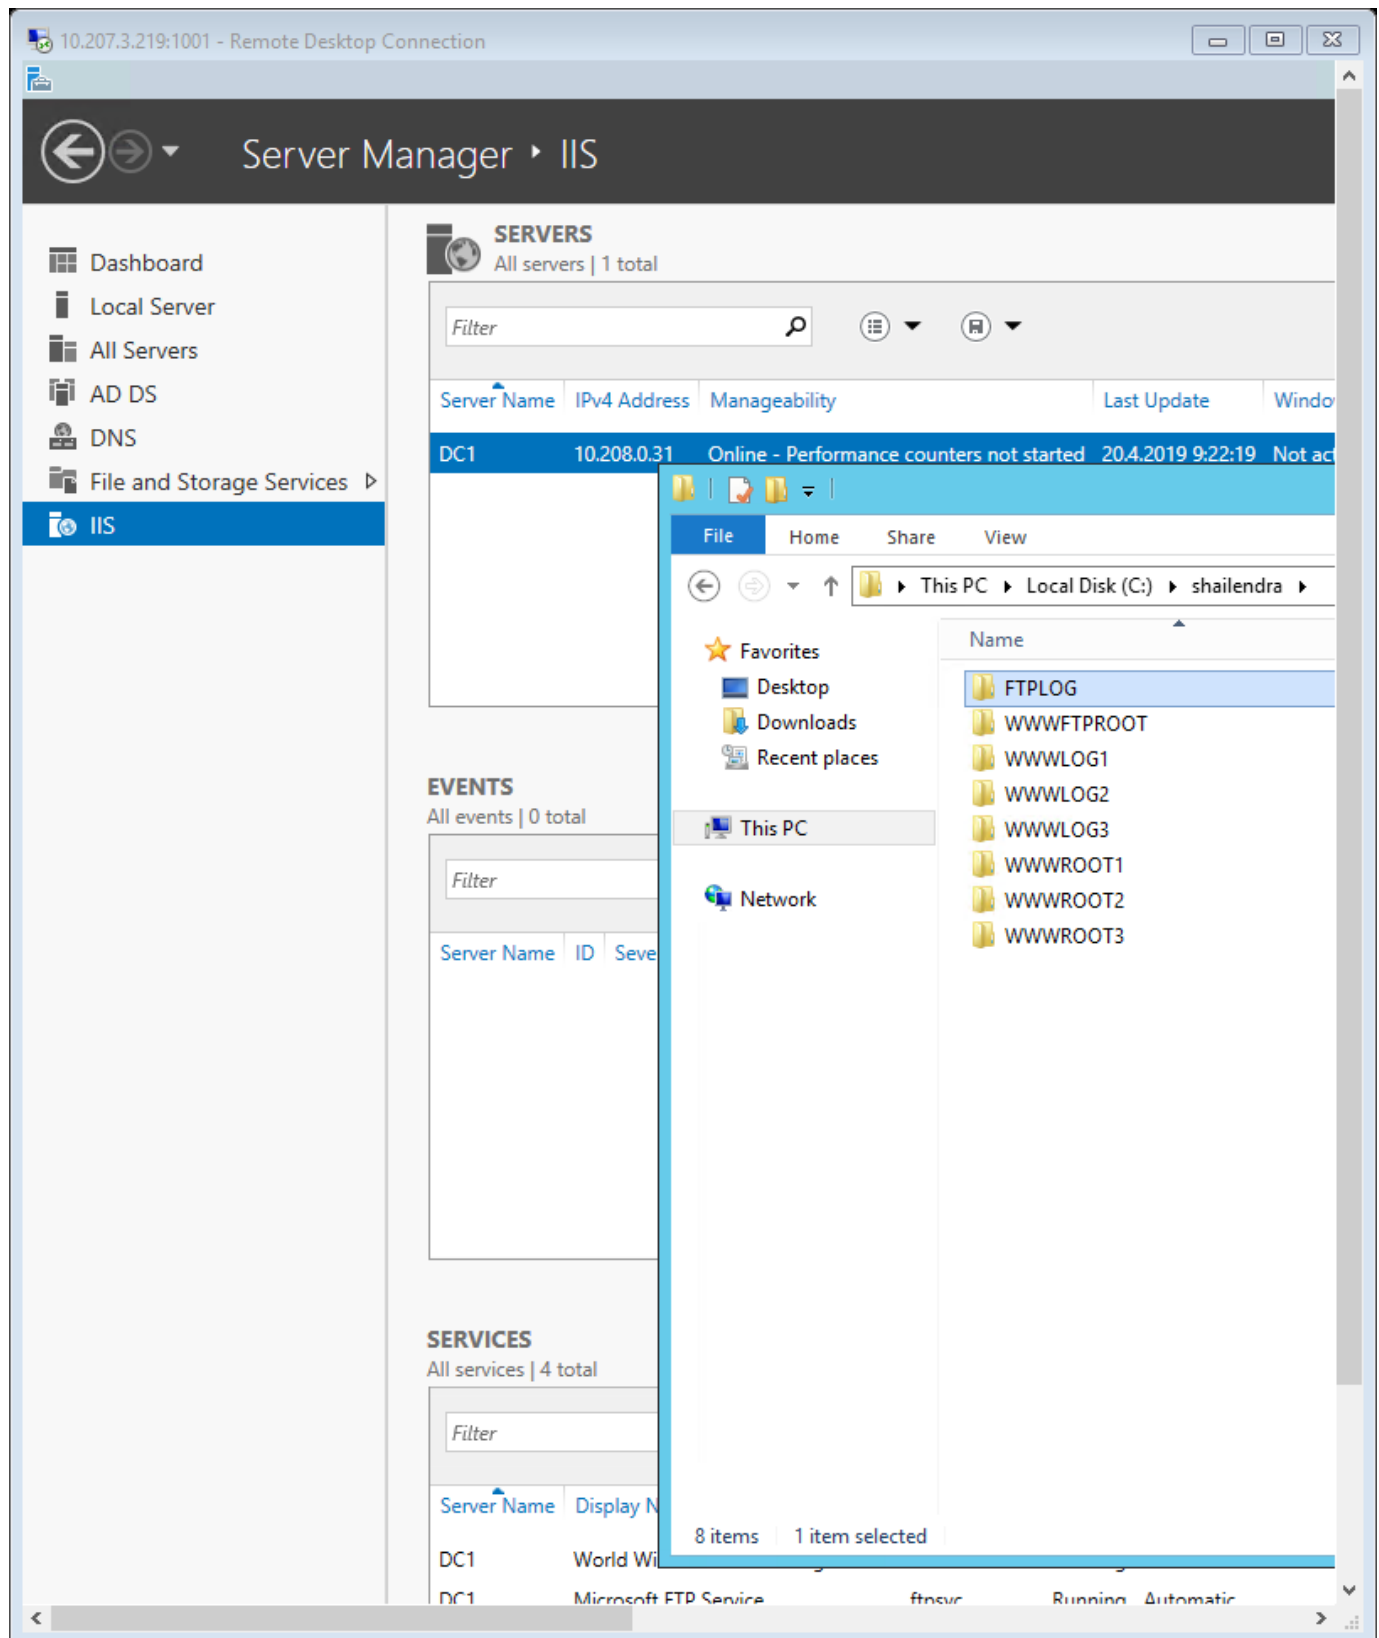 10.207.3.219:1001 - Remote Desktop Connection
Server Manager ‣ IIS
Dashboard
Local Server
All Servers
AD DS
DNS
File and Storage Services
IIS
SERVERS
All servers | 1 total
Filter
Server Name IPv4 Address Manageability Last Update
DC1 10.208.0.31 Online - Performance counters not started 20.4.2019 9:22:19 Not
File Home Share View
This PC Local Disk (C:) shailendra
Favorites
Desktop
Downloads
Recent places
This PC
Network
Name
FTPLOG
WWWFTPROOT
WWWLOG1
WWWLOG2
WWWLOG3
WWWROOT1
WWWROOT2
WWWROOT3
8 items 1 item selected
EVENTS
All events | 0 total
Filter
Server Name ID
SERVICES
All services | 4 total
Filter
Server Name Display
DC1 World
DC1 Microsoft FTP Service ftpsvc Running Automatic